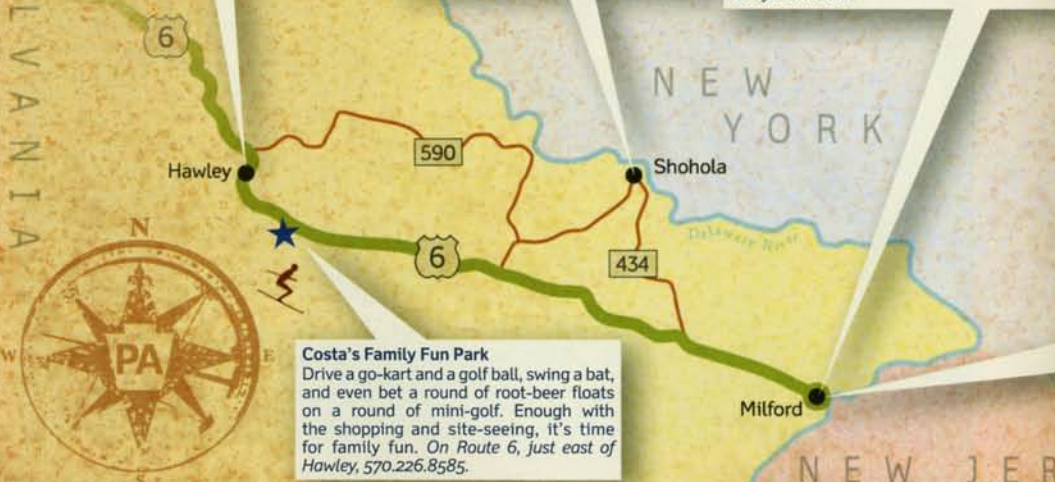 6
NEW
YORK
LVANIA
590
Hawley
Shohola
Delaware River
6
434
N
W
E
PA
Costa's Family Fun Park
Drive a go-kart and a golf ball, swing a bat,
and even bet a round of root-beer floats
on a round of mini-golf. Enough with
the shopping and site-seeing, it's time
for family fun. On Route 6, just east of
Hawley, 570.226.8585.
Milford
NEW JER